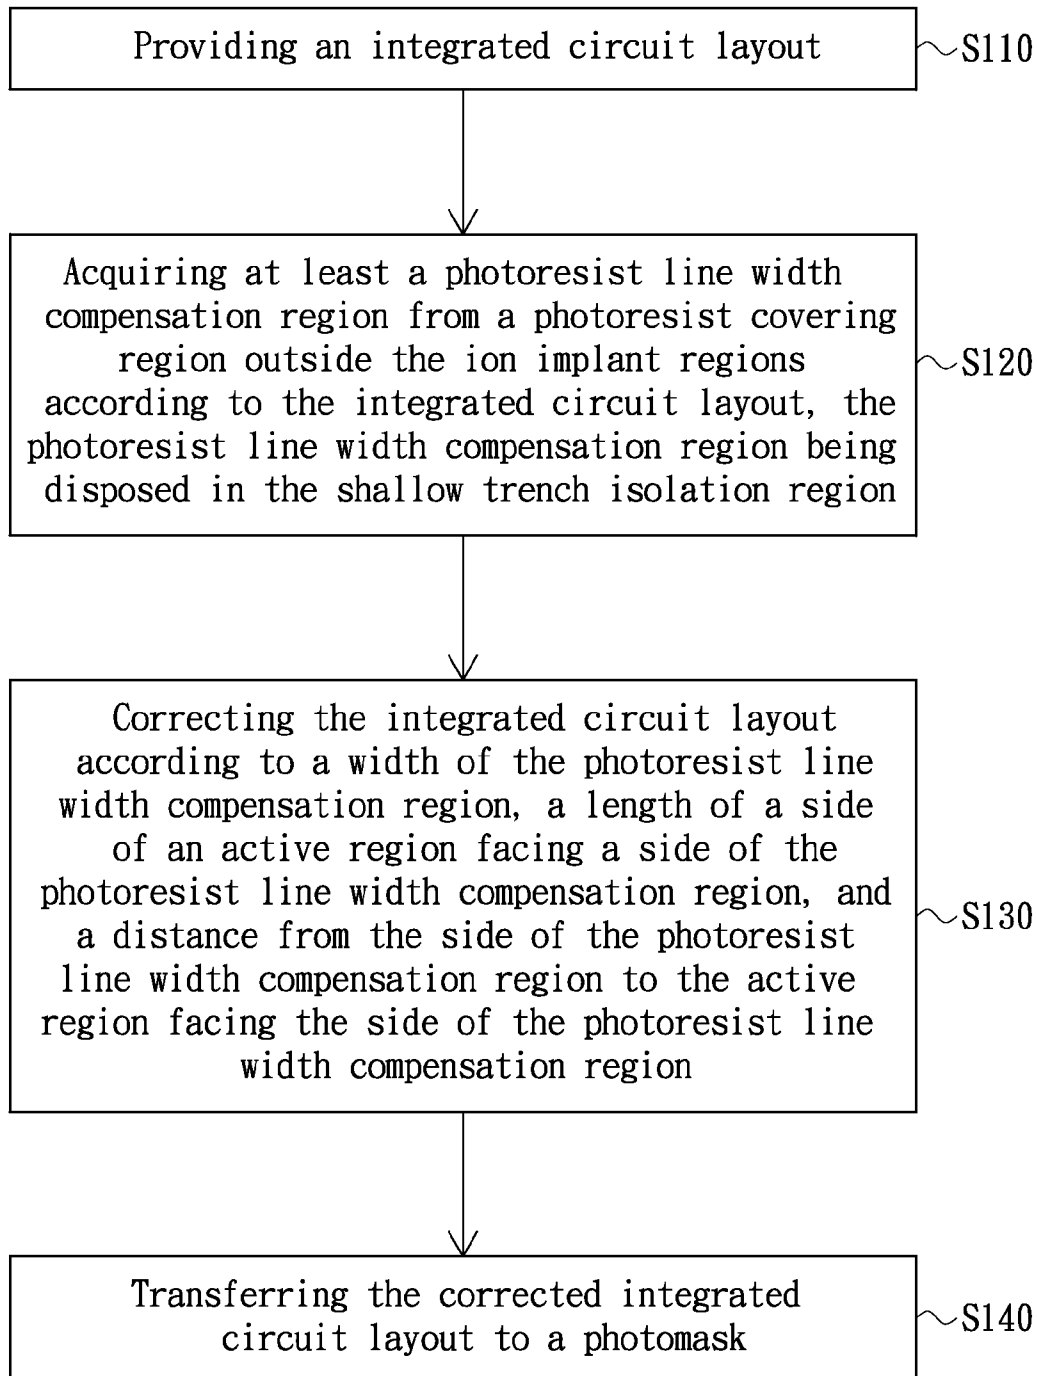 Providing an integrated circuit layout
S110
Acquiring at least a photoresist line width
compensation region from a photoresist covering
region outside the ion implant regions
according to the integrated circuit layout, the
photoresist line width compensation region being
disposed in the shallow trench isolation region
S120
Correcting the integrated circuit layout
according to a width of the photoresist line
width compensation region, a length of a side
of an active region facing a side of the
photoresist line width compensation region, and
a distance from the side of the photoresist
line width compensation region to the active
region facing the side of the photoresist line
width compensation region
S130
Transferring the corrected integrated
circuit layout to a photomask
S140